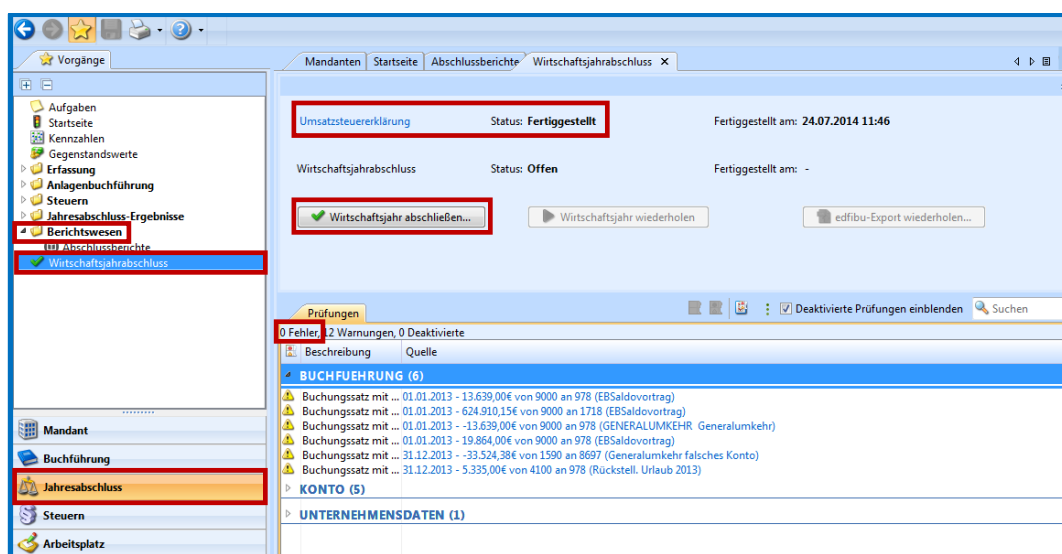 Vorgänge
Mandanten Startseite Abschlussberichte Wirtschaftsjahrabschluss
Aufgaben
Startseite
Kennzahlen
Gegenstandswerte
Erfassung
Anlagenbuchführung
Steuern
Jahresabschluss-Ergebnisse
Berichtswesen
Abschlussberichte
Wirtschaftsjahrabschluss
Mandant
Buchführung
Jahresabschluss
Steuern
Arbeitsplatz
Umsatzsteuererklärung Status: Fertiggestellt Fertiggestellt am: 24.07.2014 11:46
Wirtschaftsjahrabschluss Status: Offen Fertiggestellt am: -
Wirtschaftsjahr abschließen... Wirtschaftsjahr wiederholen edfibu-Export wiederholen...
Prüfungen Deaktivierte Prüfungen einblenden Suchen
0 Fehler, 12 Warnungen, 0 Deaktivierte
Beschreibung Quelle
BUCHFUEHRUNG (6)
Buchungssatz mit ... 01.01.2013 - 13.639,00€ von 9000 an 978 (EBSaldovortrag)
Buchungssatz mit ... 01.01.2013 - 624.910,15€ von 9000 an 1718 (EBSaldovortrag)
Buchungssatz mit ... 01.01.2013 - -13.639,00€ von 9000 an 978 (GENERALUMKEHR Generalumkehr)
Buchungssatz mit ... 01.01.2013 - 19.864,00€ von 9000 an 978 (EBSaldovortrag)
Buchungssatz mit ... 31.12.2013 - -33.524,38€ von 1590 an 8697 (Generalumkehr falsches Konto)
Buchungssatz mit ... 31.12.2013 - 5.335,00€ von 4100 an 978 (Rückstell. Urlaub 2013)
KONTO (5)
UNTERNEHMENSDATEN (1)